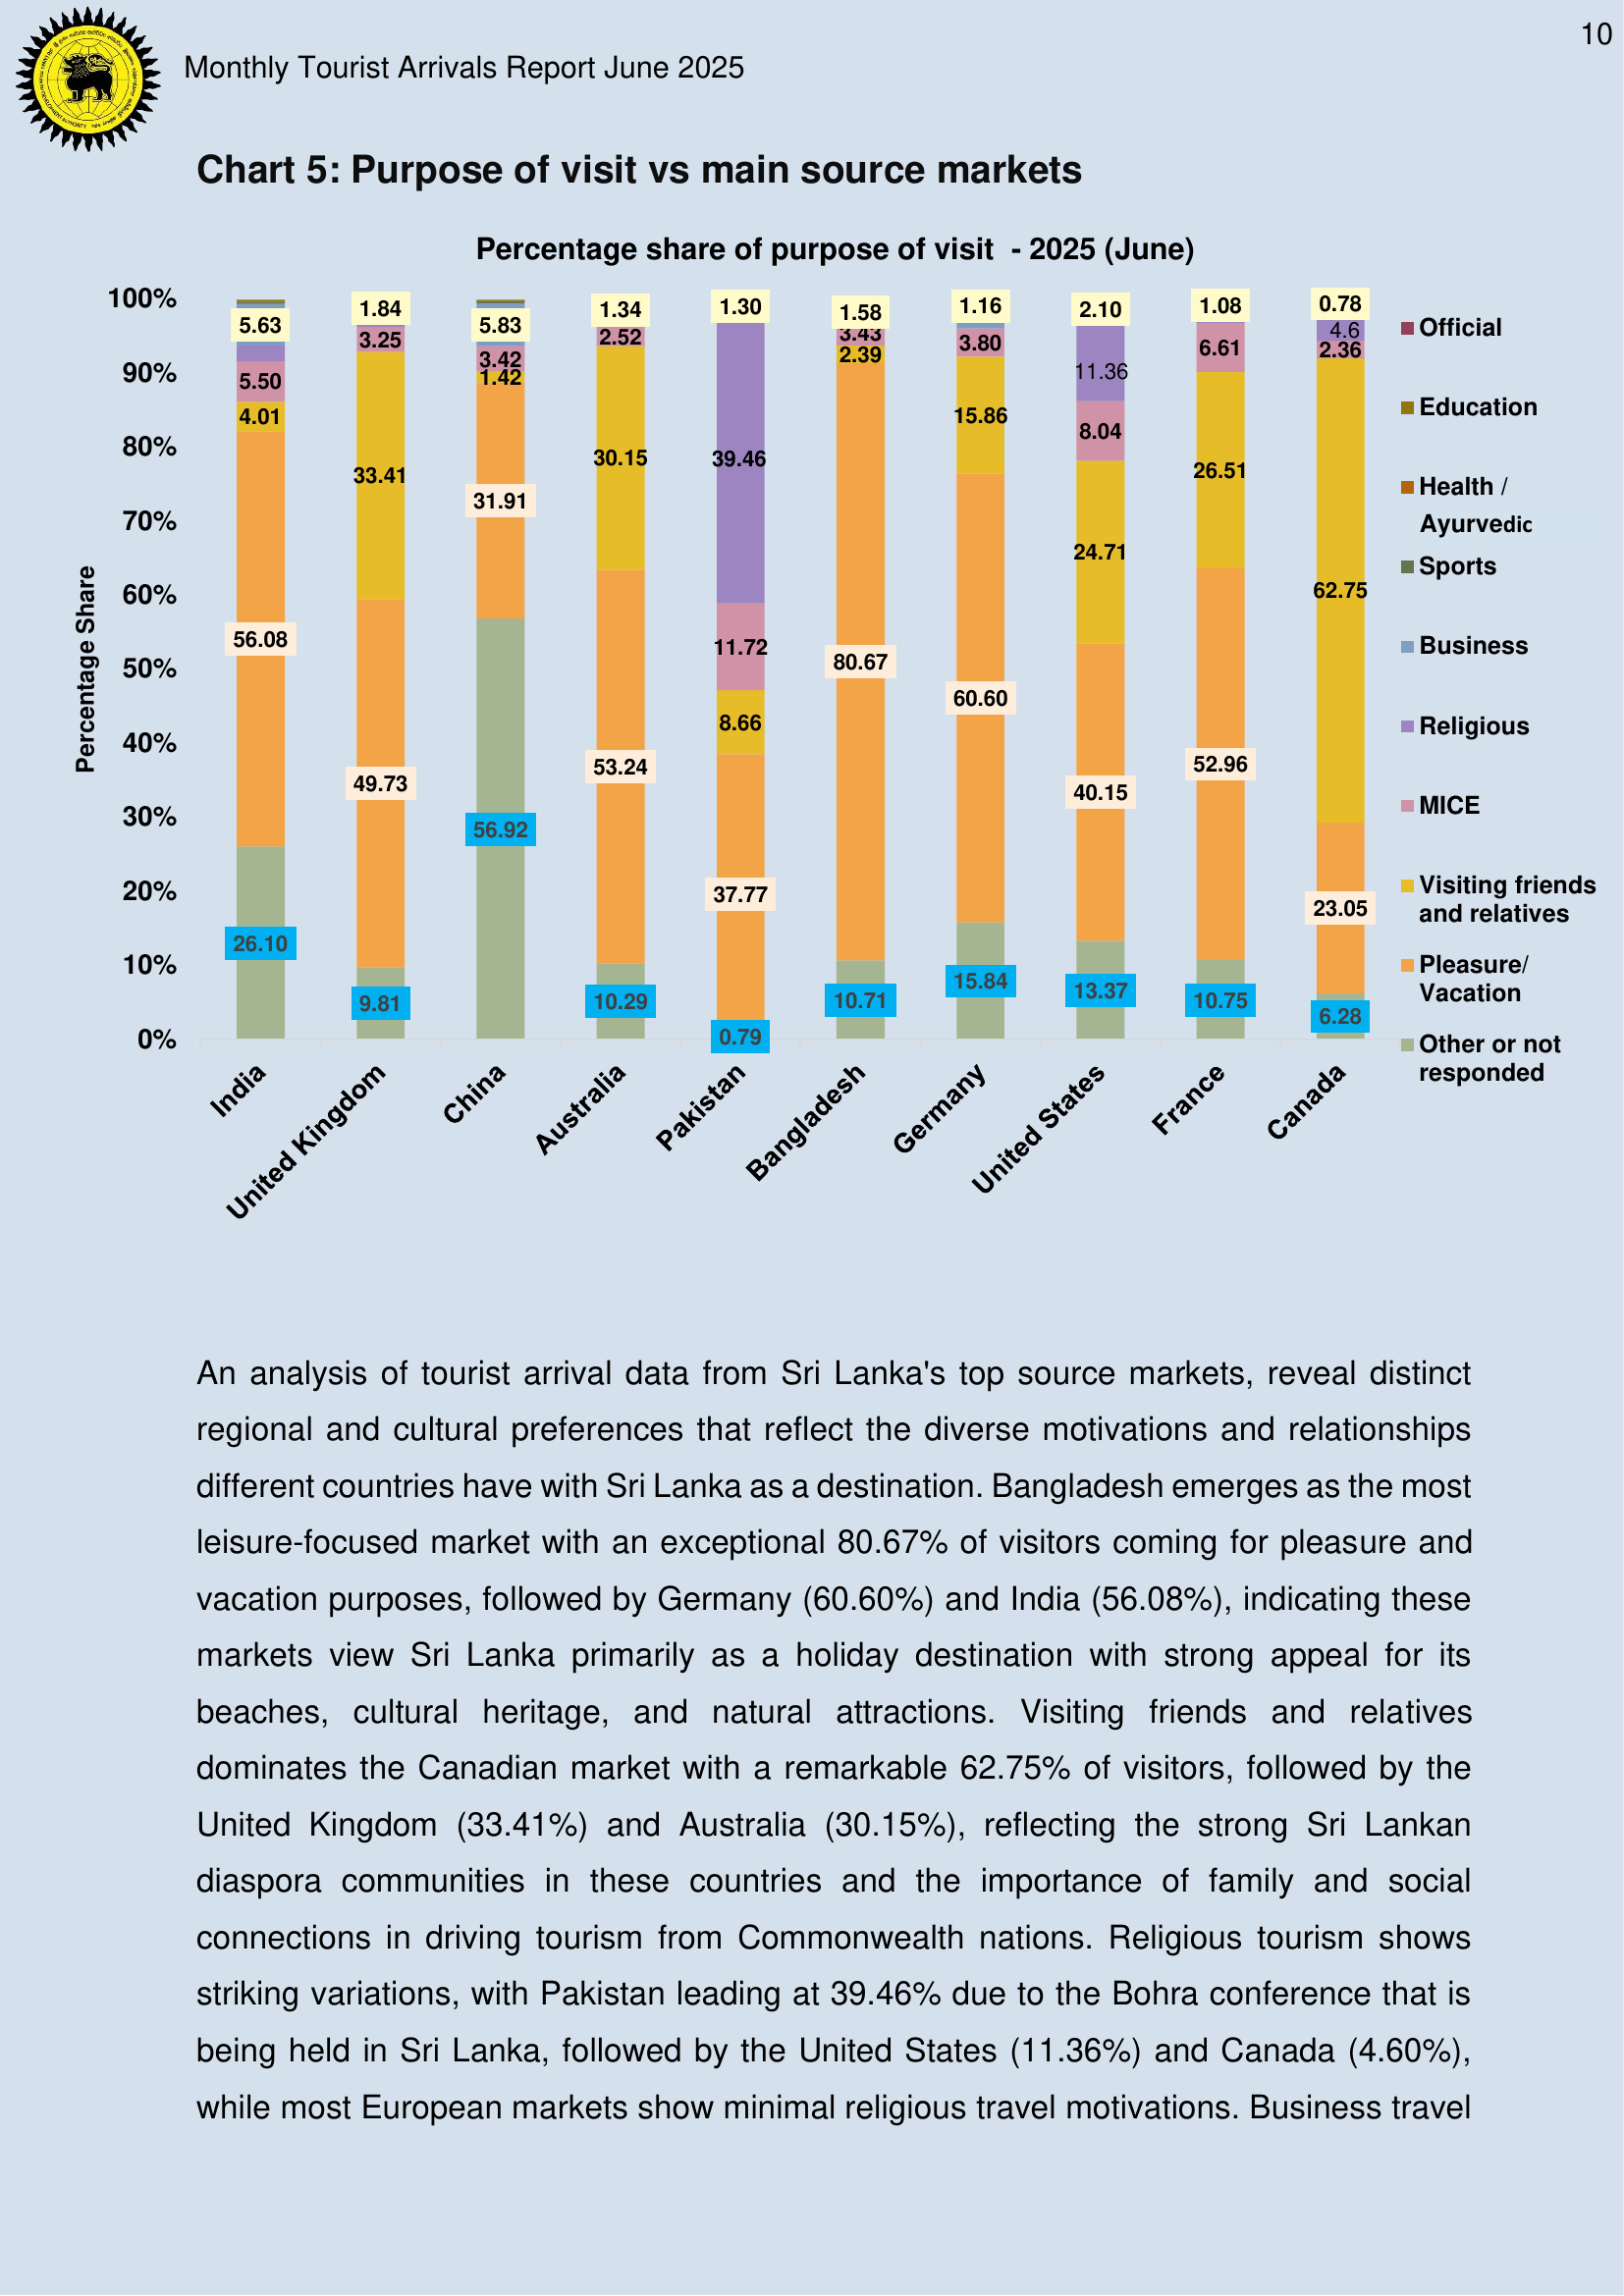 10
Monthly Tourist Arrivals Report June 2025
Chart 5: Purpose of visit vs main source markets
Percentage share of purpose of visit - 2025 (June)
Percentage Share
100%
90%
80%
70%
60%
50%
40%
30%
20%
10%
0%
5.63
5.50
4.01
56.08
26.10
1.84
3.25
33.41
49.73
9.81
5.83
3.42
1.42
31.91
56.92
1.34
2.52
30.15
53.24
10.29
1.30
39.46
11.72
8.66
37.77
0.79
1.58
3.43
2.39
80.67
10.71
1.16
3.80
15.86
60.60
15.84
2.10
11.36
8.04
24.71
40.15
13.37
1.08
6.61
26.51
52.96
10.75
0.78
4.6
2.36
62.75
23.05
6.28
India
United Kingdom
China
Australia
Pakistan
Bangladesh
Germany
United States
France
Canada
Official
Education
Health /
Ayurvedic
Sports
Business
Religious
MICE
Visiting friends
and relatives
Pleasure/
Vacation
Other or not
responded
An analysis of tourist arrival data from Sri Lanka's top source markets, reveal distinct
regional and cultural preferences that reflect the diverse motivations and relationships
different countries have with Sri Lanka as a destination. Bangladesh emerges as the most
leisure-focused market with an exceptional 80.67% of visitors coming for pleasure and
vacation purposes, followed by Germany (60.60%) and India (56.08%), indicating these
markets view Sri Lanka primarily as a holiday destination with strong appeal for its
beaches, cultural heritage, and natural attractions. Visiting friends and relatives
dominates the Canadian market with a remarkable 62.75% of visitors, followed by the
United Kingdom (33.41%) and Australia (30.15%), reflecting the strong Sri Lankan
diaspora communities in these countries and the importance of family and social
connections in driving tourism from Commonwealth nations. Religious tourism shows
striking variations, with Pakistan leading at 39.46% due to the Bohra conference that is
being held in Sri Lanka, followed by the United States (11.36%) and Canada (4.60%),
while most European markets show minimal religious travel motivations. Business travel